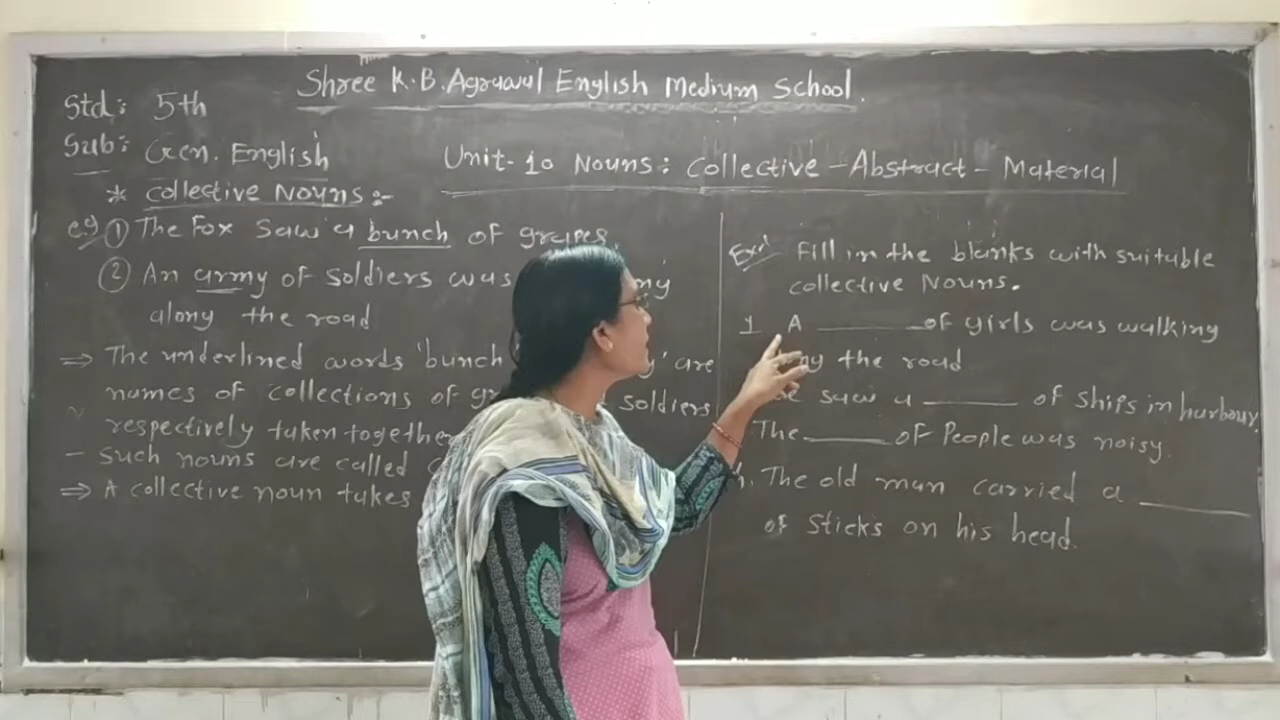 Shree K.B. Agrawal English Medium School.
Std: 5th
Sub: Gen. English
Unit-10 Nouns: Collective - Abstract - Material
* Collective Nouns:-
eg ① The Fox Saw a bunch of grapes
② An army of soldiers was
along the road
⇒ The underlined words 'bunch are
names of collections of soldiers
respectively taken together
- Such nouns are called
⇒ A collective noun takes
Fill in the blanks with suitable
collective Nouns.
1 A ______ of girls was walking
the road
saw a ______ of ships in harbour
The ______ of People was noisy.
The old man carried a ______
of sticks on his head.